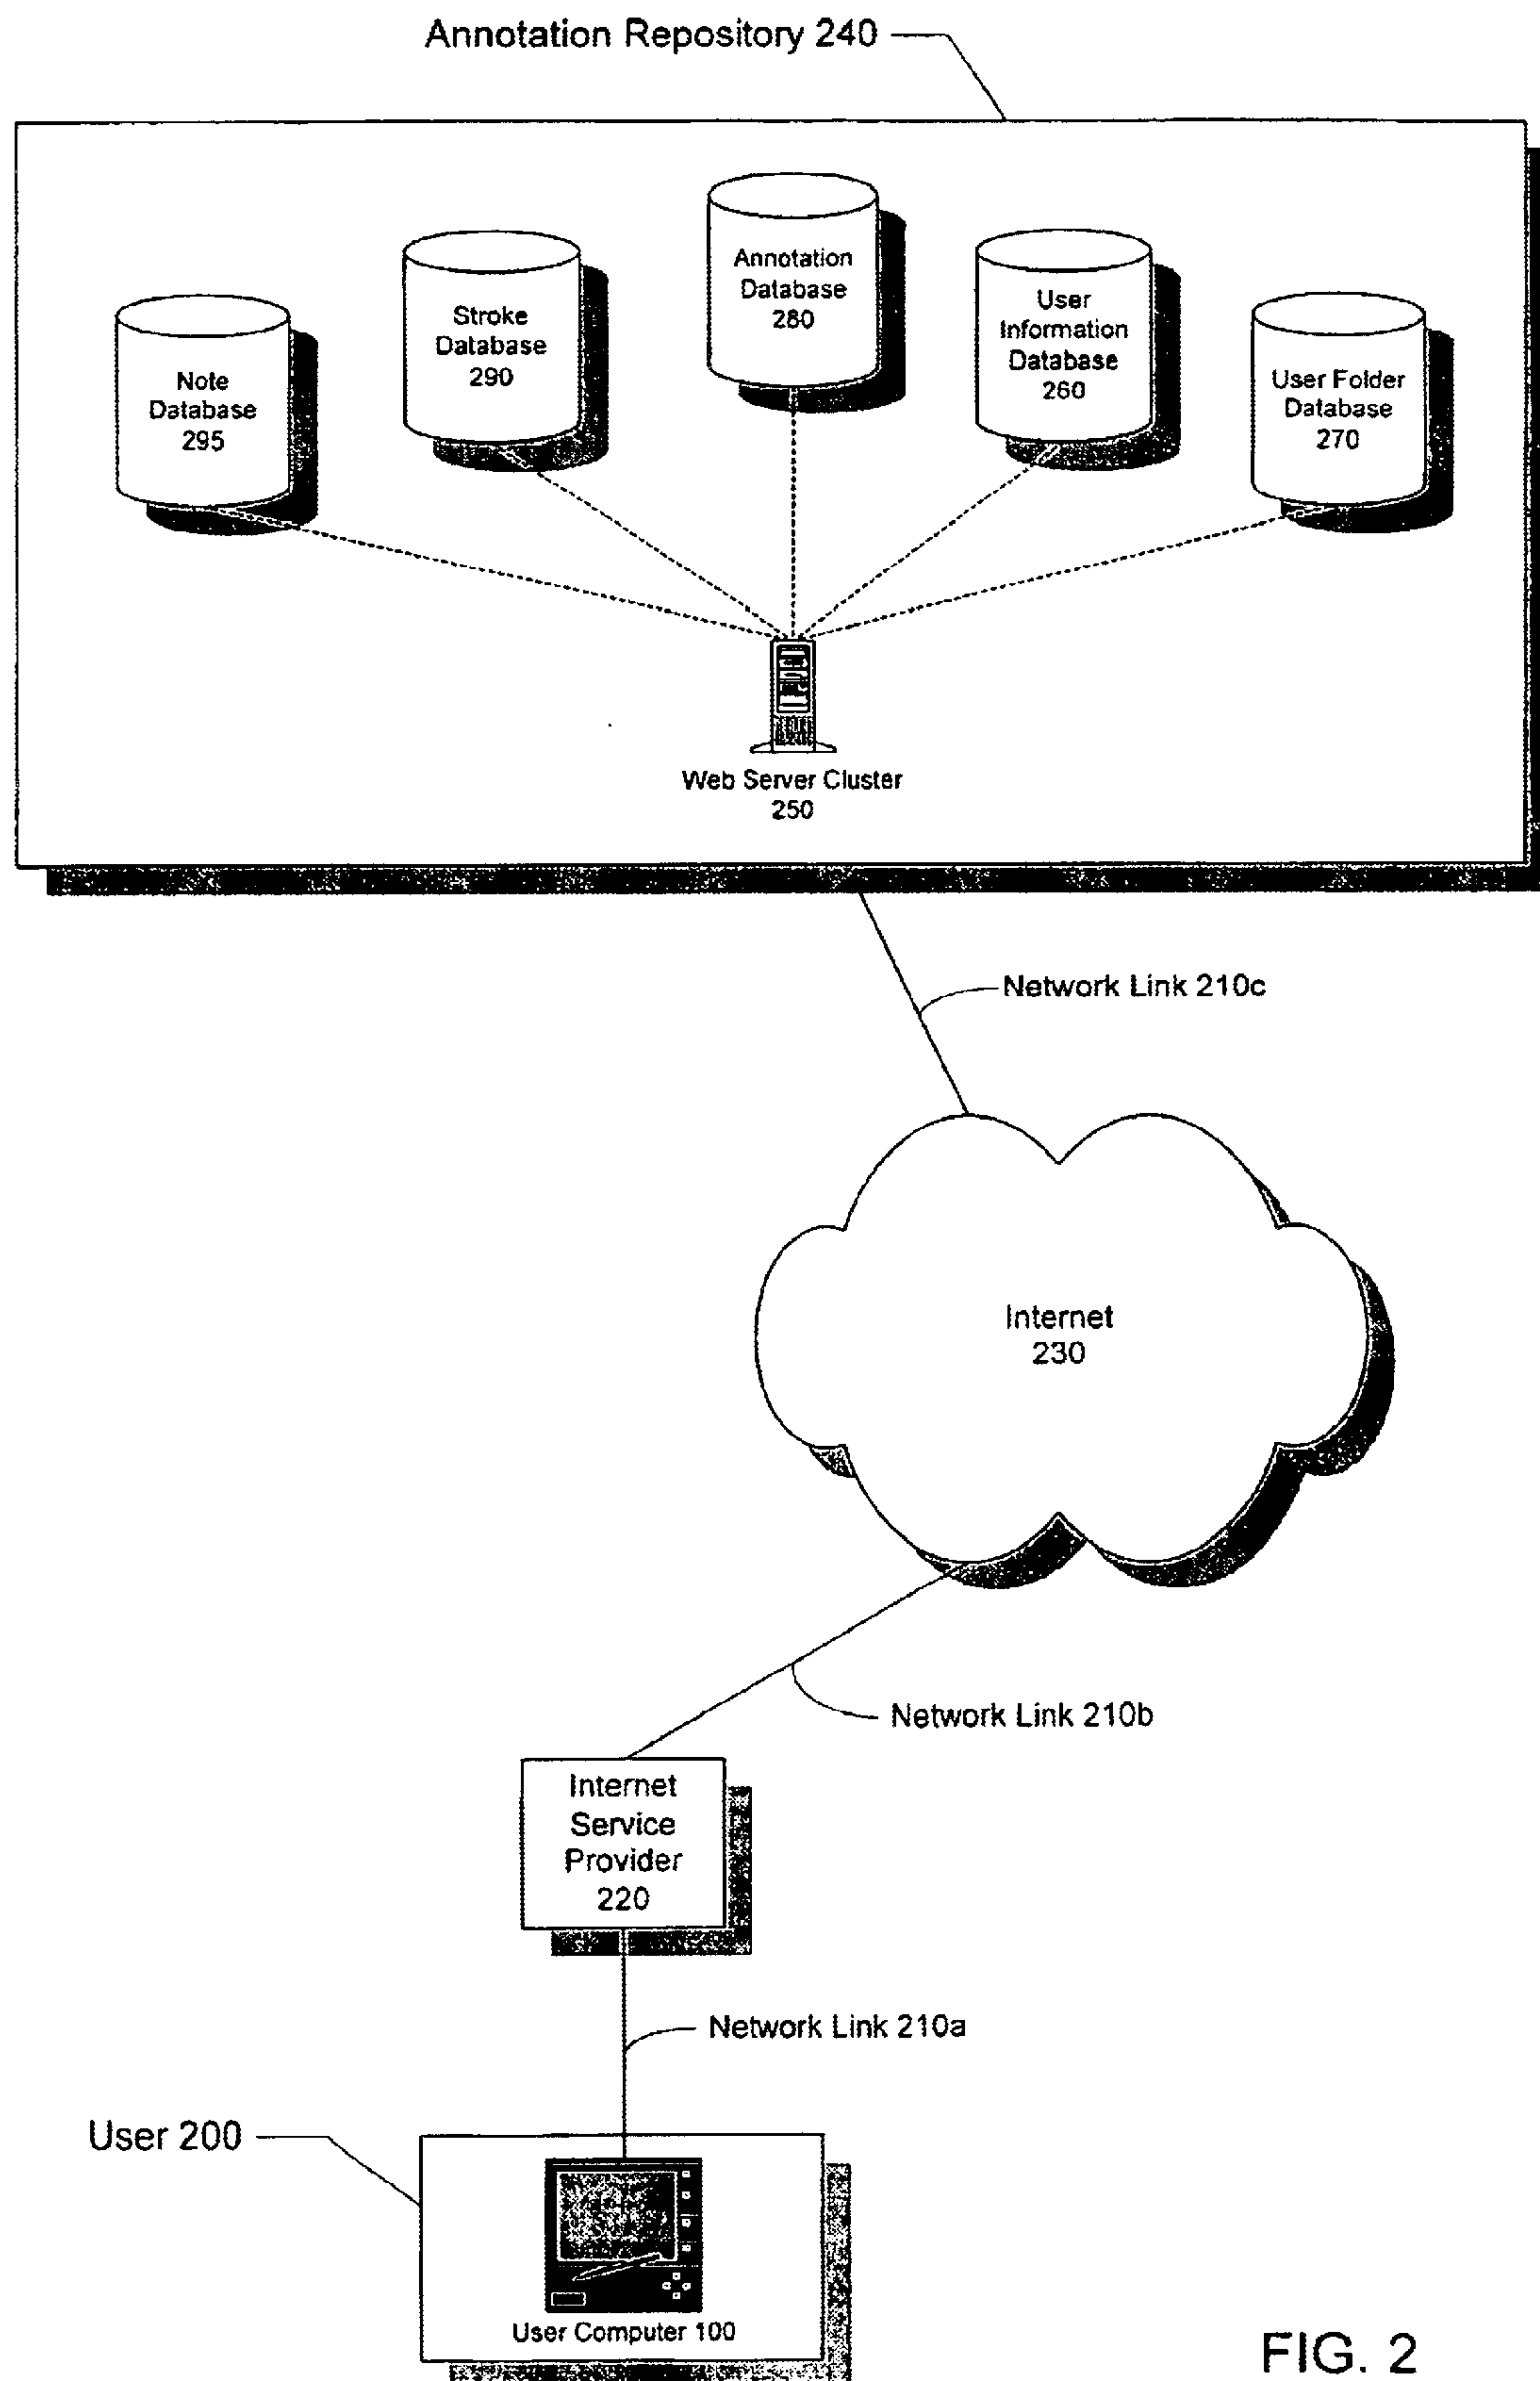 Annotation Repository 240
Annotation
Database
280
Stroke
Database
290
User
Information
Database
260
Note
Database
295
User Folder
Database
270
Web Server Cluster
250
Network Link 210c
Internet
230
Network Link 210b
Internet
Service
Provider
220
Network Link 210a
User 200
User Computer 100
FIG. 2